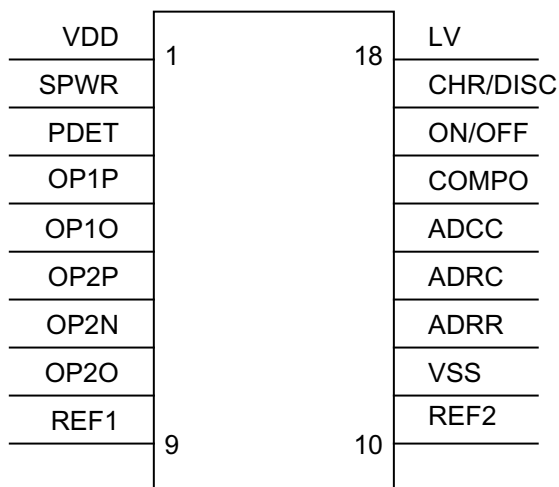 VDD 1 18 LV
SPWR CHR/DISC
PDET ON/OFF
OP1P COMPO
OP1O ADCC
OP2P ADRC
OP2N ADRR
OP2O VSS
REF1 9 10 REF2